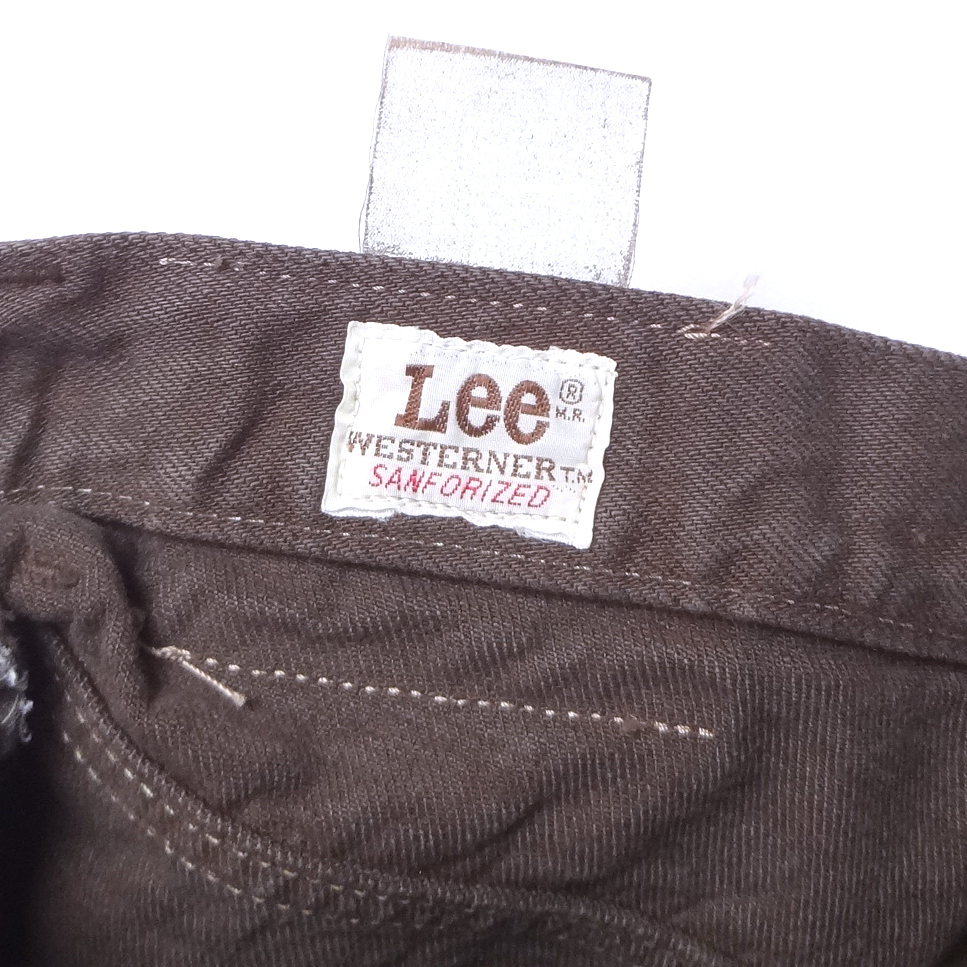 Lee ®
M.R.
WESTERNER T.M
SANFORIZED